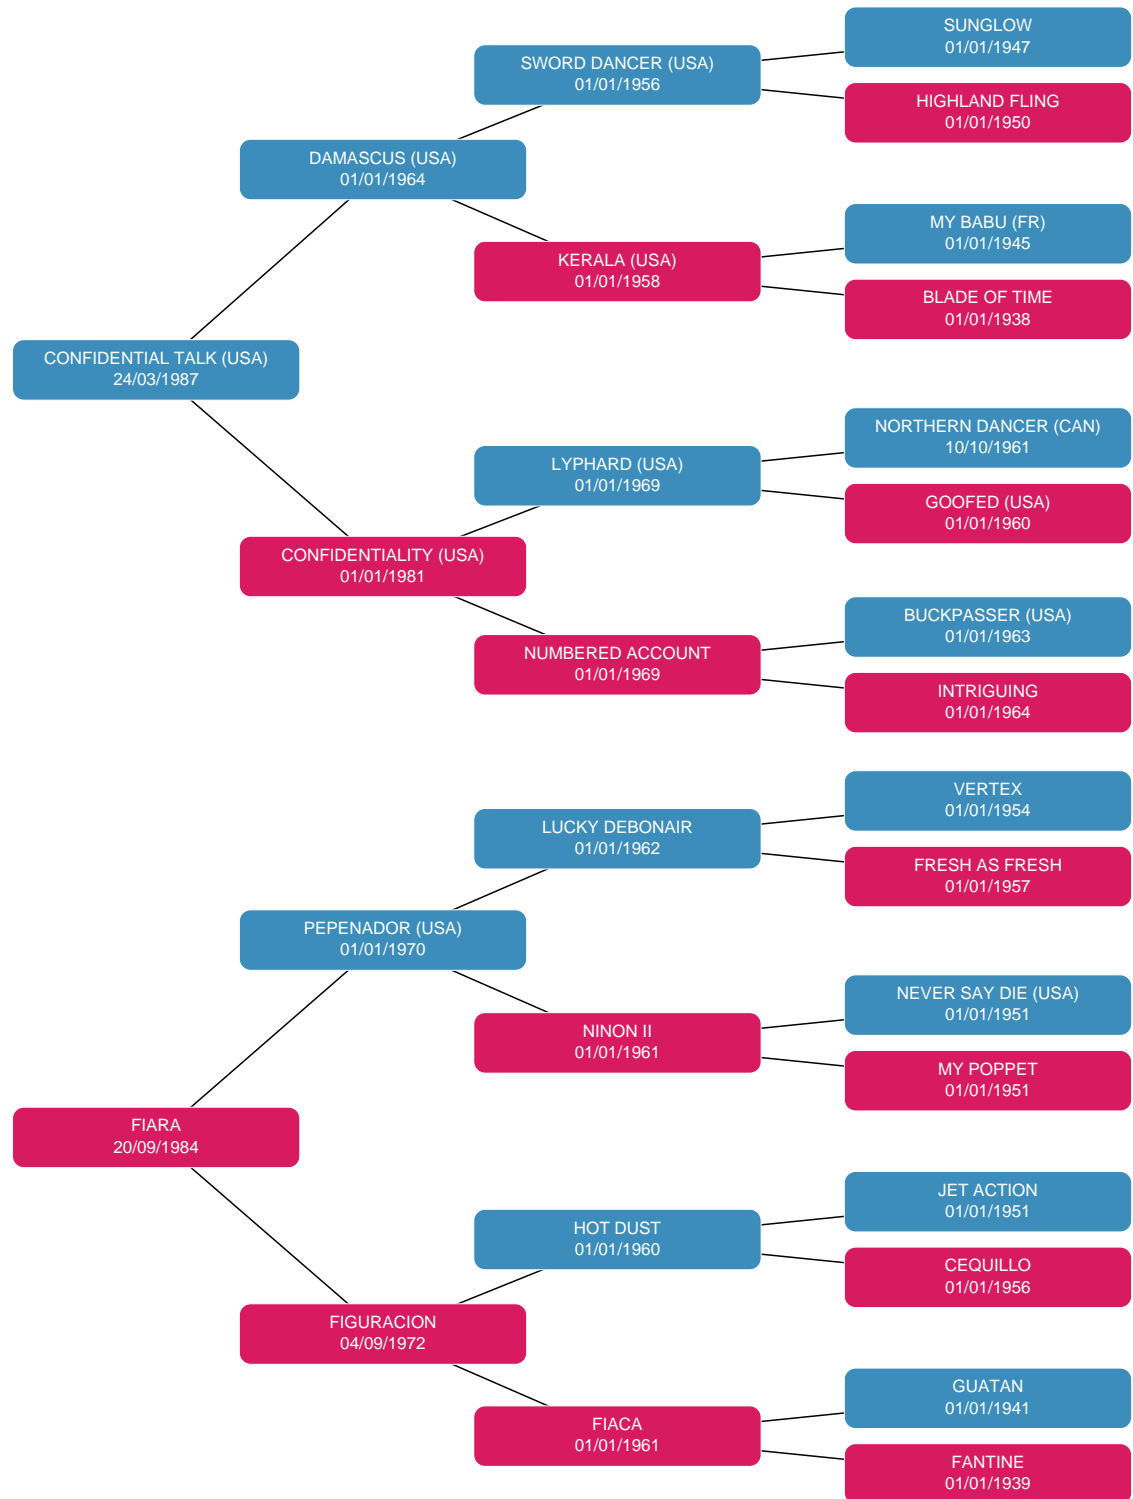 SUNGLOW
01/01/1947
SWORD DANCER (USA)
01/01/1956
HIGHLAND FLING
01/01/1950
DAMASCUS (USA)
01/01/1964
MY BABU (FR)
01/01/1945
KERALA (USA)
01/01/1958
BLADE OF TIME
01/01/1938
CONFIDENTIAL TALK (USA)
24/03/1987
NORTHERN DANCER (CAN)
10/10/1961
LYPHARD (USA)
01/01/1969
GOOFED (USA)
01/01/1960
CONFIDENTIALITY (USA)
01/01/1981
BUCKPASSER (USA)
01/01/1963
NUMBERED ACCOUNT
01/01/1969
INTRIGUING
01/01/1964
VERTEX
01/01/1954
LUCKY DEBONAIR
01/01/1962
FRESH AS FRESH
01/01/1957
PEPENADOR (USA)
01/01/1970
NEVER SAY DIE (USA)
01/01/1951
NINON II
01/01/1961
MY POPPET
01/01/1951
FIARA
20/09/1984
JET ACTION
01/01/1951
HOT DUST
01/01/1960
CEQUILLO
01/01/1956
FIGURACION
04/09/1972
GUATAN
01/01/1941
FIACA
01/01/1961
FANTINE
01/01/1939